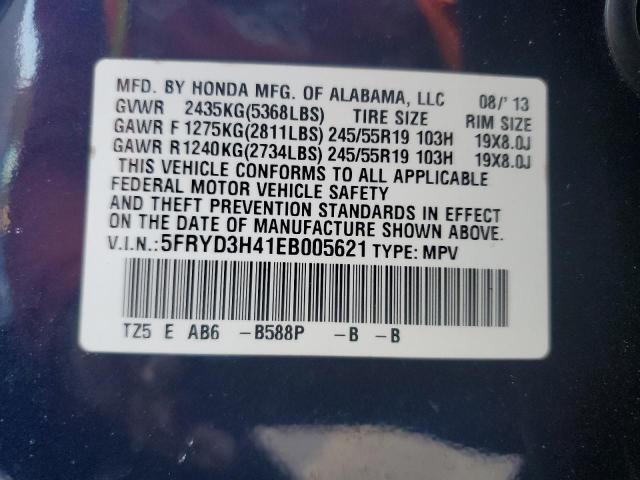 MFD. BY HONDA MFG. OF ALABAMA, LLC 08/'13
GVWR 2435KG(5368LBS) TIRE SIZE RIM SIZE
GAWR F 1275KG(2811LBS) 245/55R19 103H 19X8.0J
GAWR R 1240KG(2734LBS) 245/55R19 103H 19X8.0J
THIS VEHICLE CONFORMS TO ALL APPLICABLE
FEDERAL MOTOR VEHICLE SAFETY
AND THEFT PREVENTION STANDARDS IN EFFECT
ON THE DATE OF MANUFACTURE SHOWN ABOVE.
V.I.N.: 5FRYD3H41EB005621 TYPE: MPV
TZ5 E AB6 -B588P -B -B